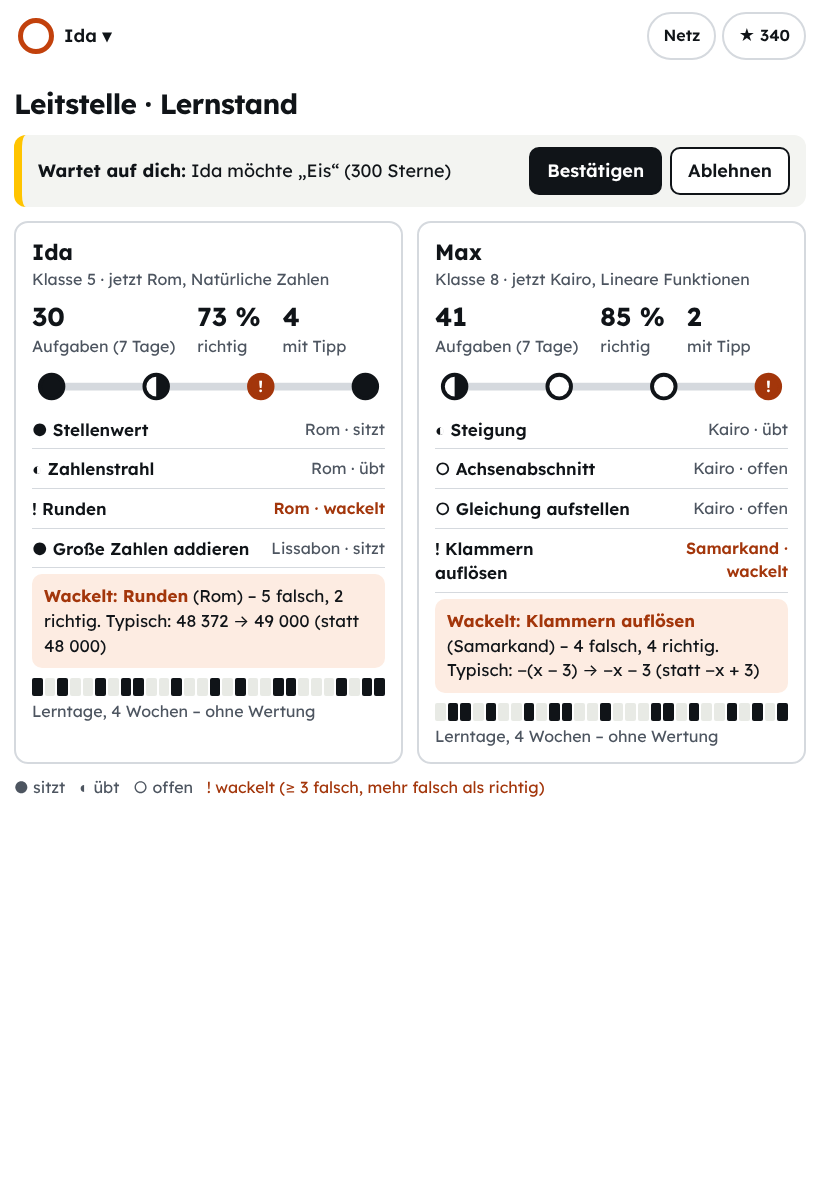 Ida ▾
Netz
★ 340
Leitstelle · Lernstand
Wartet auf dich: Ida möchte „Eis“ (300 Sterne)
Bestätigen
Ablehnen
Ida
Klasse 5 · jetzt Rom, Natürliche Zahlen
30
Aufgaben (7 Tage)
73 %
richtig
4
mit Tipp
!
● Stellenwert
Rom · sitzt
◖ Zahlenstrahl
Rom · übt
! Runden
Rom · wackelt
● Große Zahlen addieren
Lissabon · sitzt
Wackelt: Runden (Rom) – 5 falsch, 2
richtig. Typisch: 48 372 → 49 000 (statt
48 000)
Lerntage, 4 Wochen – ohne Wertung
Max
Klasse 8 · jetzt Kairo, Lineare Funktionen
41
Aufgaben (7 Tage)
85 %
richtig
2
mit Tipp
!
◖ Steigung
Kairo · übt
○ Achsenabschnitt
Kairo · offen
○ Gleichung aufstellen
Kairo · offen
! Klammern
auflösen
Samarkand ·
wackelt
Wackelt: Klammern auflösen
(Samarkand) – 4 falsch, 4 richtig.
Typisch: −(x − 3) → −x − 3 (statt −x + 3)
Lerntage, 4 Wochen – ohne Wertung
● sitzt ◖ übt ○ offen ! wackelt (≥ 3 falsch, mehr falsch als richtig)